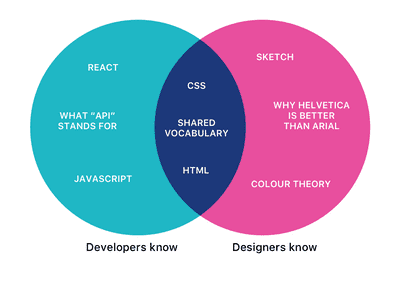 REACT
WHAT "API"
STANDS FOR
JAVASCRIPT
CSS
SHARED
VOCABULARY
HTML
SKETCH
WHY HELVETICA
IS BETTER
THAN ARIAL
COLOUR THEORY
Developers know
Designers know